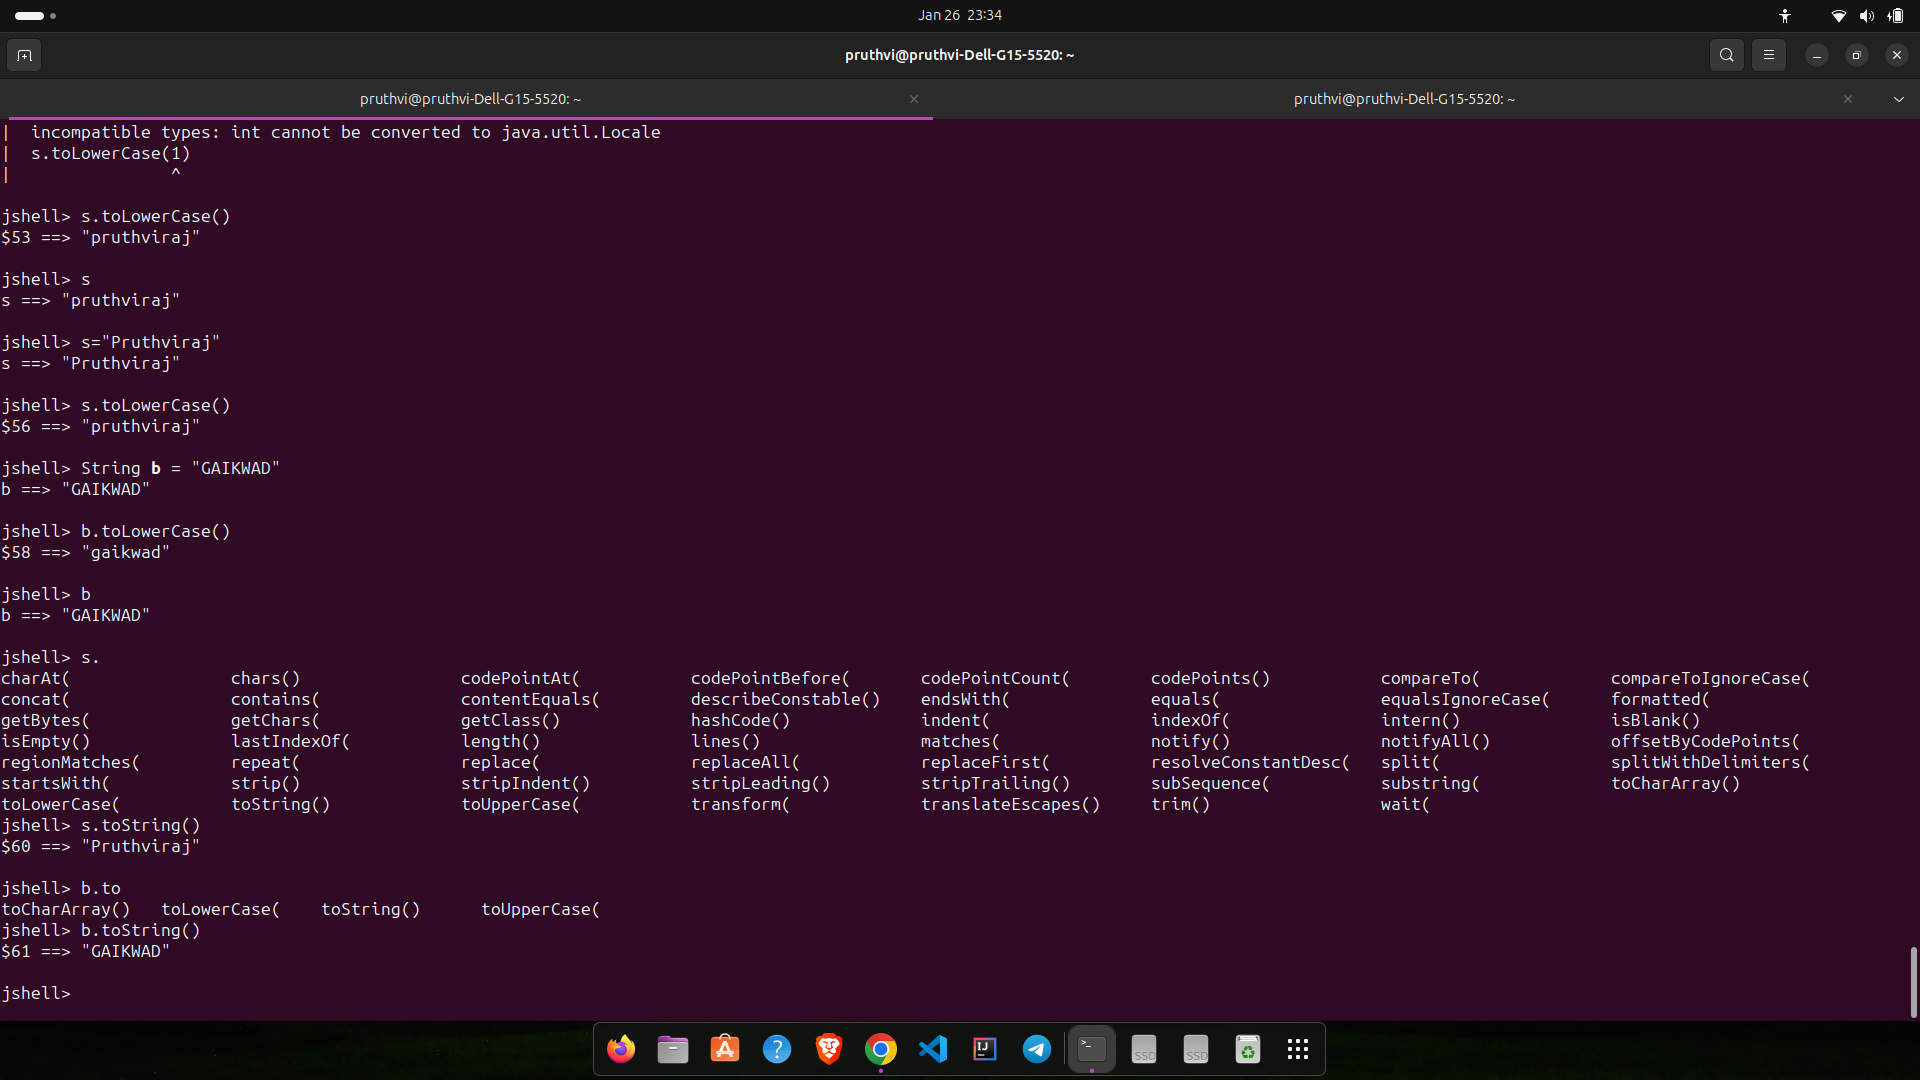 Jan 26 23:34
pruthvi@pruthvi-Dell-G15-5520: ~
pruthvi@pruthvi-Dell-G15-5520: ~
pruthvi@pruthvi-Dell-G15-5520: ~
|  incompatible types: int cannot be converted to java.util.Locale
|  s.toLowerCase(1)
|                ^
jshell> s.toLowerCase()
$53 ==> "pruthviraj"
jshell> s
s ==> "pruthviraj"
jshell> s="Pruthviraj"
s ==> "Pruthviraj"
jshell> s.toLowerCase()
$56 ==> "pruthviraj"
jshell> String b = "GAIKWAD"
b ==> "GAIKWAD"
jshell> b.toLowerCase()
$58 ==> "gaikwad"
jshell> b
b ==> "GAIKWAD"
jshell> s.
charAt( chars() codePointAt( codePointBefore( codePointCount( codePoints() compareTo( compareToIgnoreCase(
concat( contains( contentEquals( describeConstable() endsWith( equals( equalsIgnoreCase( formatted(
getBytes( getChars( getClass() hashCode() indent( indexOf( intern() isBlank()
isEmpty() lastIndexOf( length() lines() matches( notify() notifyAll() offsetByCodePoints(
regionMatches( repeat( replace( replaceAll( replaceFirst( resolveConstantDesc( split( splitWithDelimiters(
startsWith( strip() stripIndent() stripLeading() stripTrailing() subSequence( substring( toCharArray()
toLowerCase( toString() toUpperCase( transform( translateEscapes() trim() wait(
jshell> s.toString()
$60 ==> "Pruthviraj"
jshell> b.to
toCharArray() toLowerCase( toString() toUpperCase(
jshell> b.toString()
$61 ==> "GAIKWAD"
jshell>
? IJ >_ SSD SSD